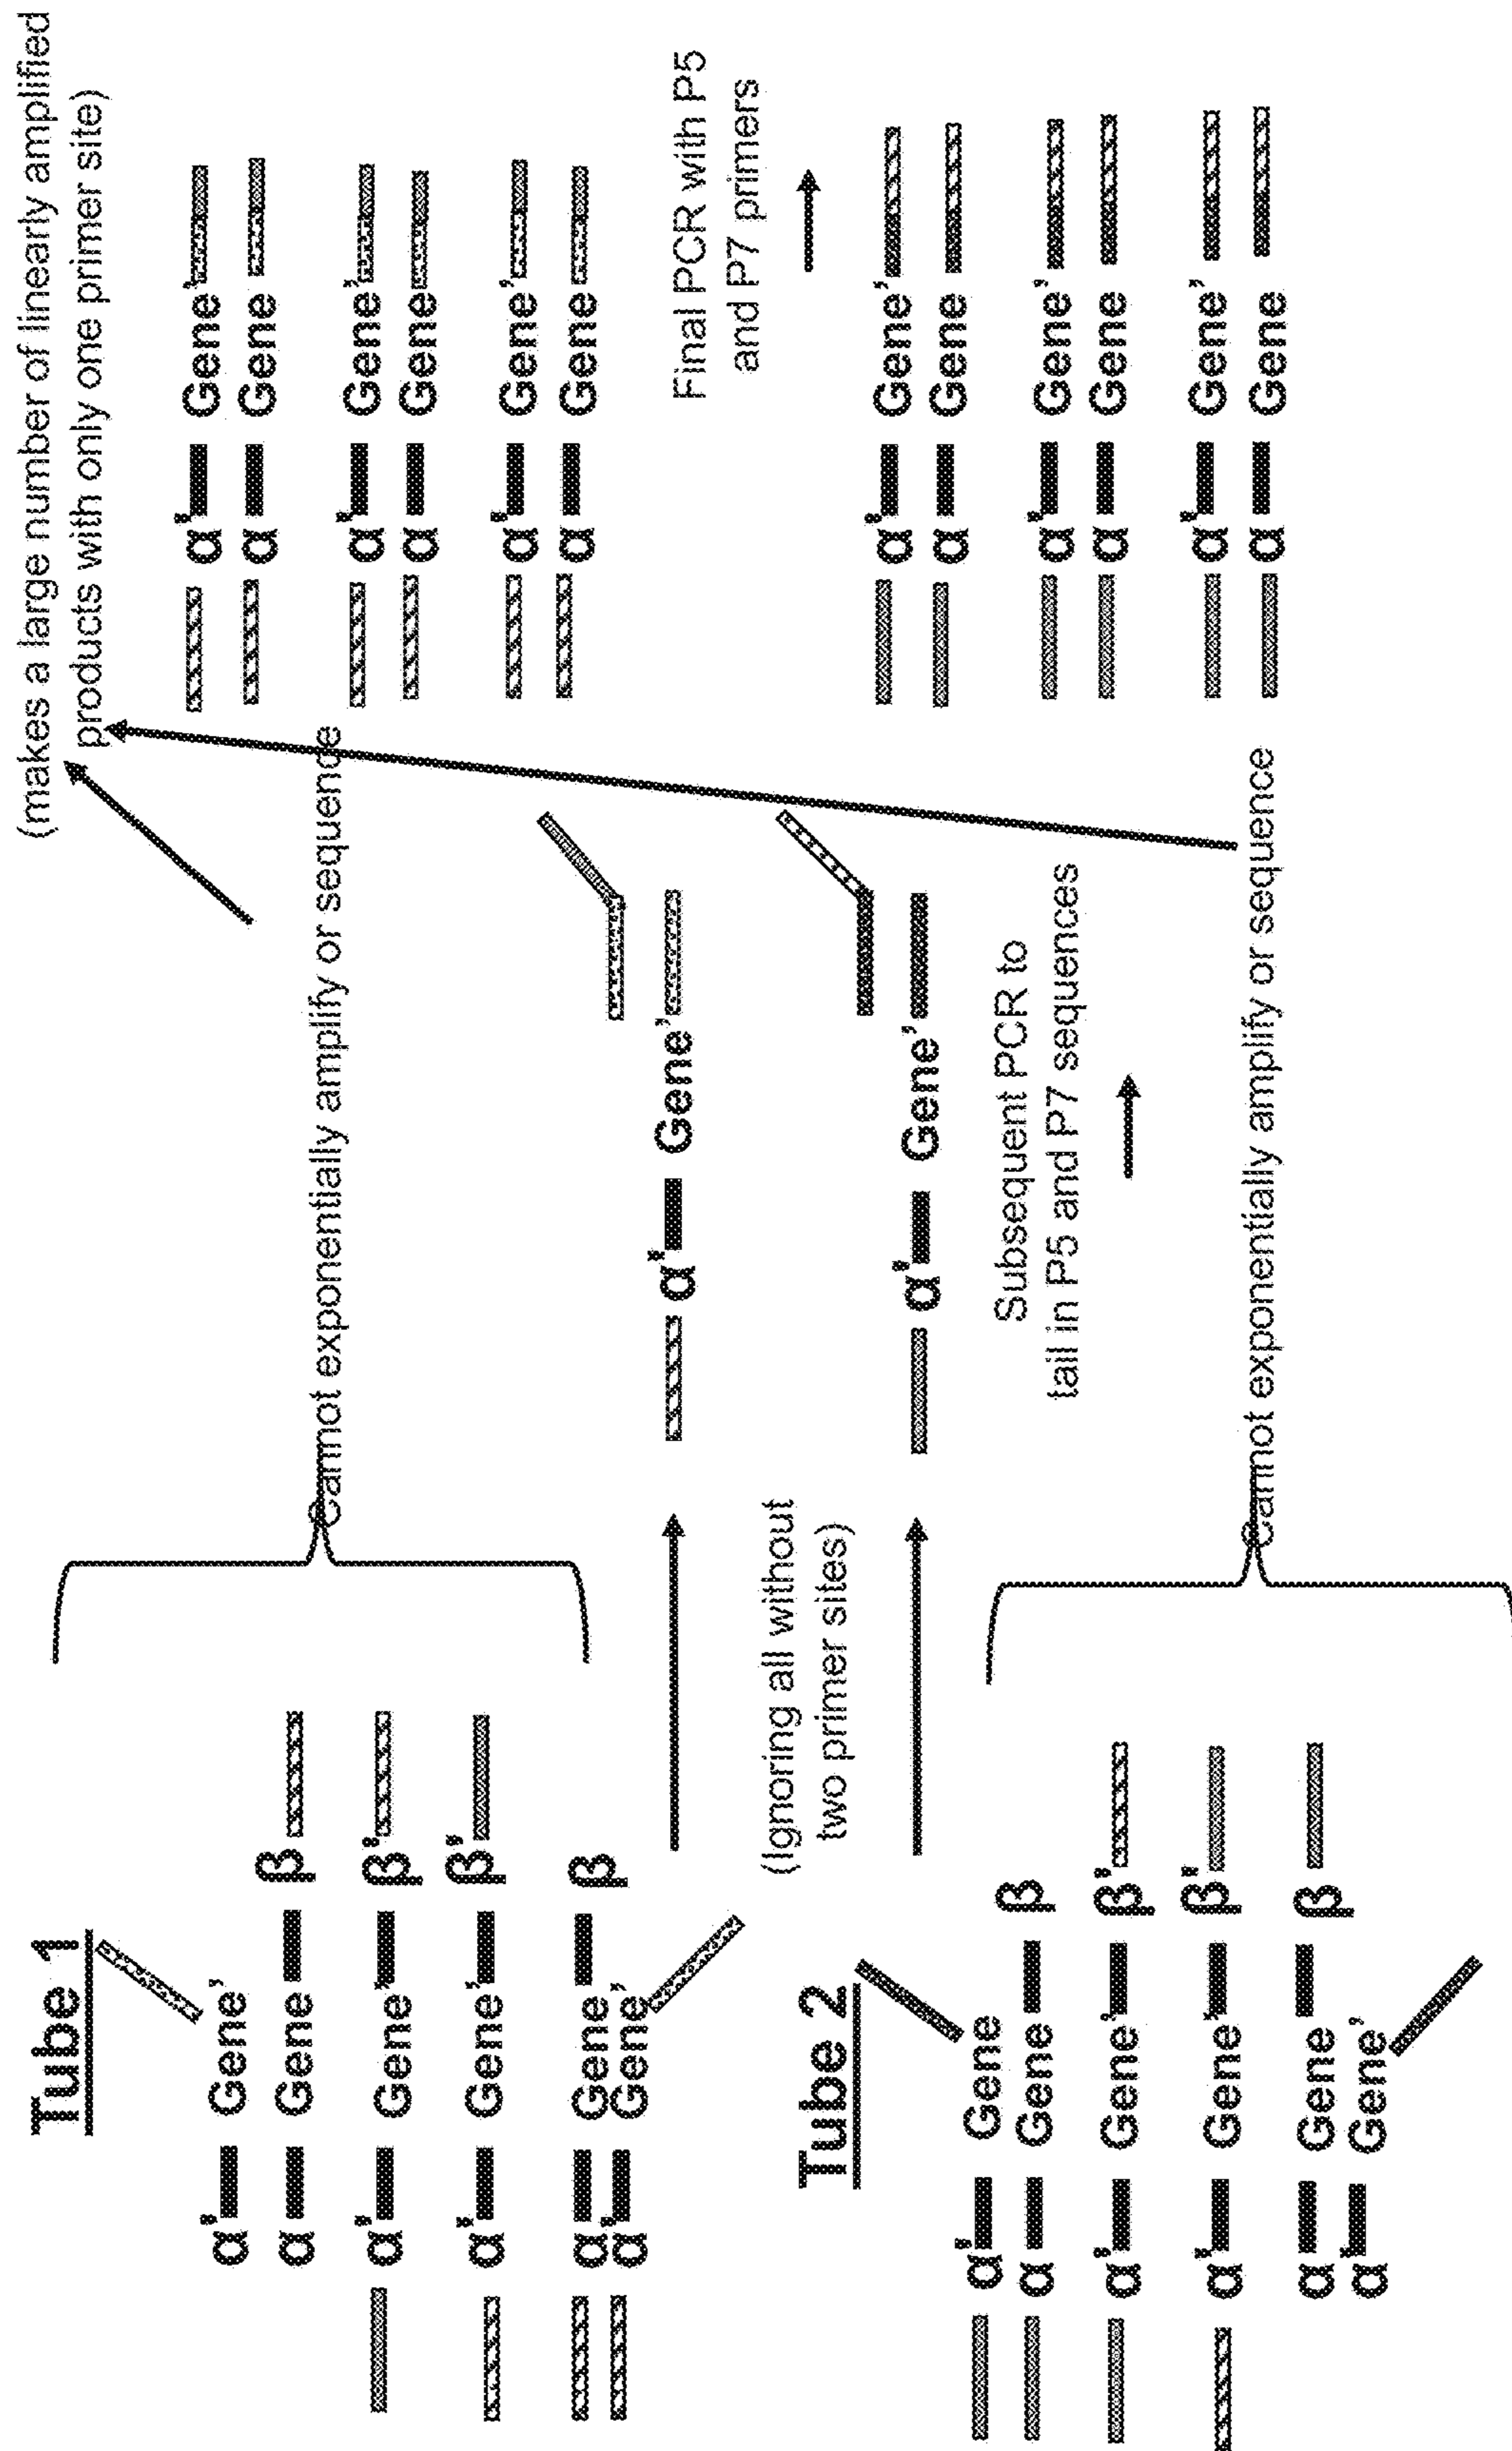 Tube 1
α' Gene'
α Gene β
α' Gene' β'
α' Gene' β'
α Gene β
α' Gene'
Tube 2
α' Gene
α Gene β
α' Gene' β'
α' Gene' β'
α Gene β
α' Gene'
Cannot exponentially amplify or sequence
α' Gene'
(Ignoring all without
two primer sites)
α' Gene'
Subsequent PCR to
tail in P5 and P7 sequences
Cannot exponentially amplify or sequence
(makes a large number of linearly amplified
products with only one primer site)
α' Gene'
α Gene
α' Gene'
α Gene
α' Gene'
α Gene
Final PCR with P5
and P7 primers
α' Gene'
α Gene
α' Gene'
α Gene
α' Gene'
α Gene